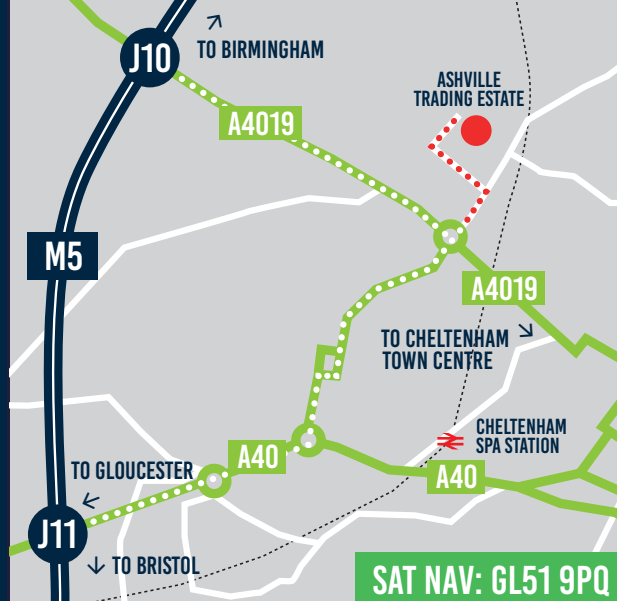 J10
TO BIRMINGHAM
ASHVILLE
TRADING ESTATE
A4019
M5
A4019
TO CHELTENHAM
TOWN CENTRE
CHELTENHAM
SPA STATION
A40
TO GLOUCESTER
A40
J11
TO BRISTOL
SAT NAV: GL51 9PQ